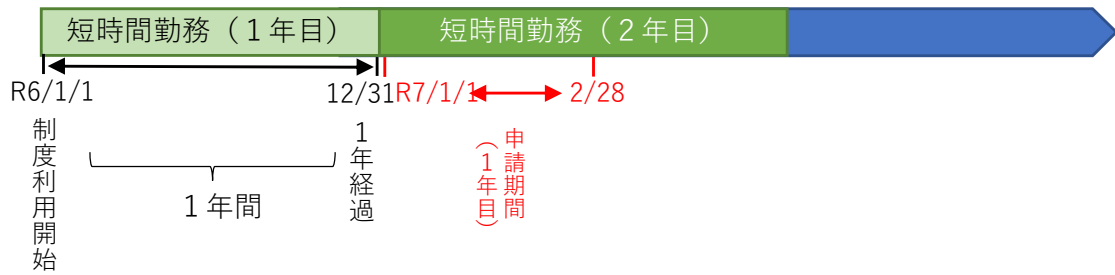 短時間勤務（１年目）
短時間勤務（２年目）
R6/1/1
12/31
R7/1/1
2/28
制度利用開始
１年間
１年経過
申請期間
（１年目）